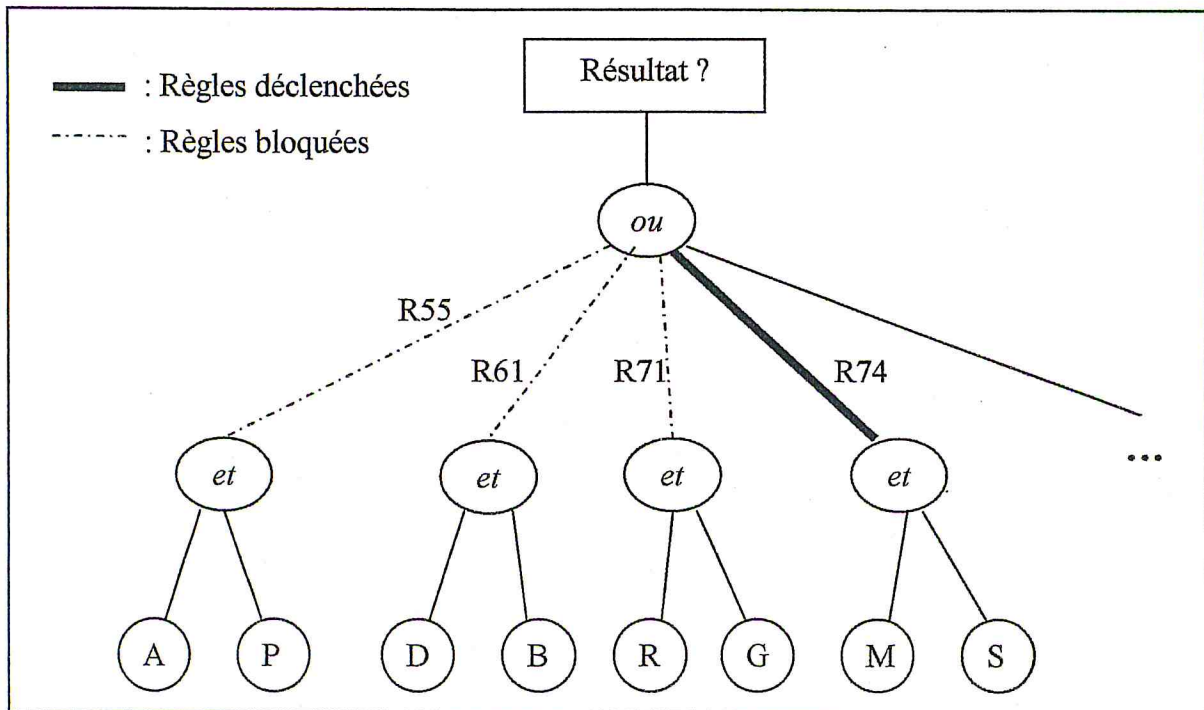 Résultat ?
: Règles déclenchées
: Règles bloquées
ou
R55
R61
R71
R74
...
et
et
et
et
A
P
D
B
R
G
M
S